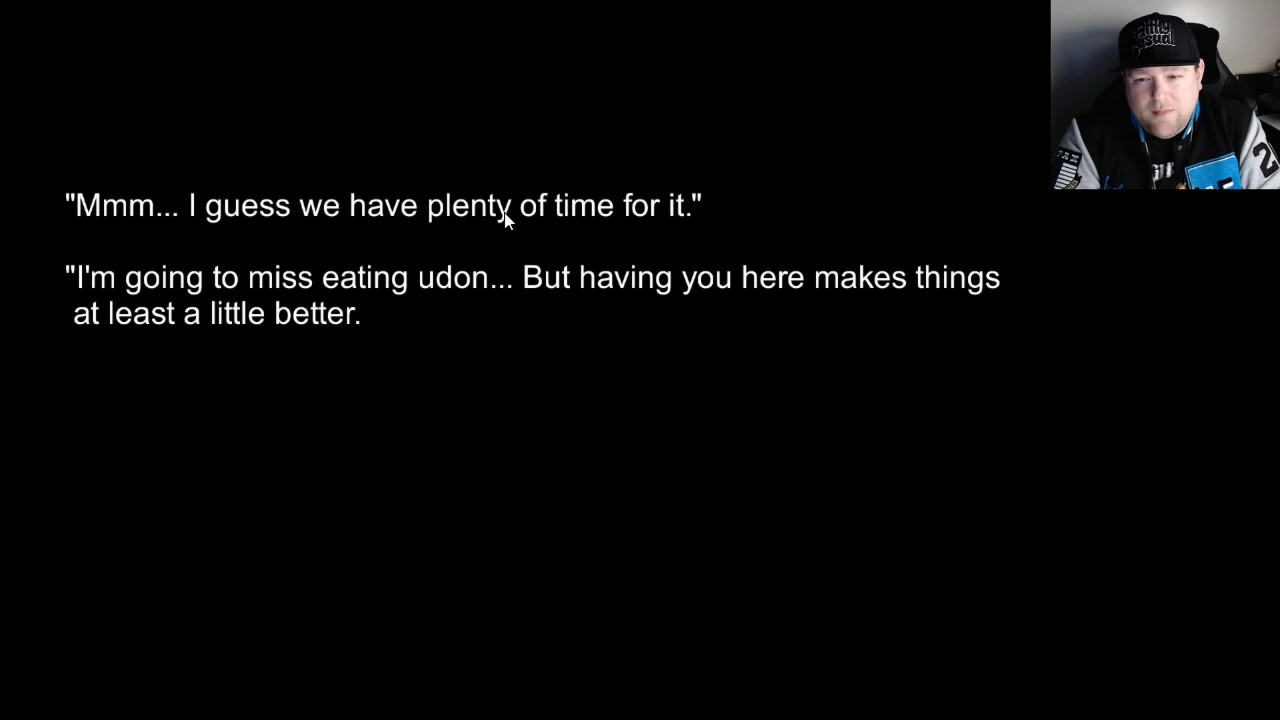 "Mmm... I guess we have plenty of time for it."
"I'm going to miss eating udon... But having you here makes things
at least a little better.
2